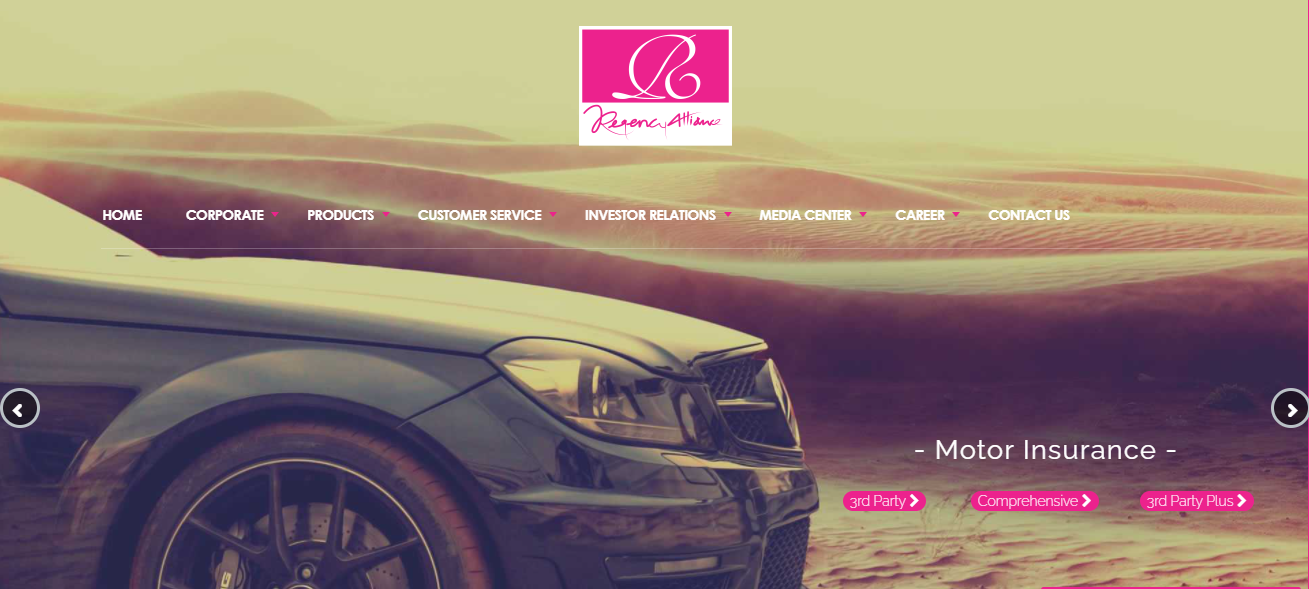 R
Regency Alliance
HOME CORPORATE PRODUCTS CUSTOMER SERVICE INVESTOR RELATIONS MEDIA CENTER CAREER CONTACT US
- Motor Insurance -
3rd Party Comprehensive 3rd Party Plus